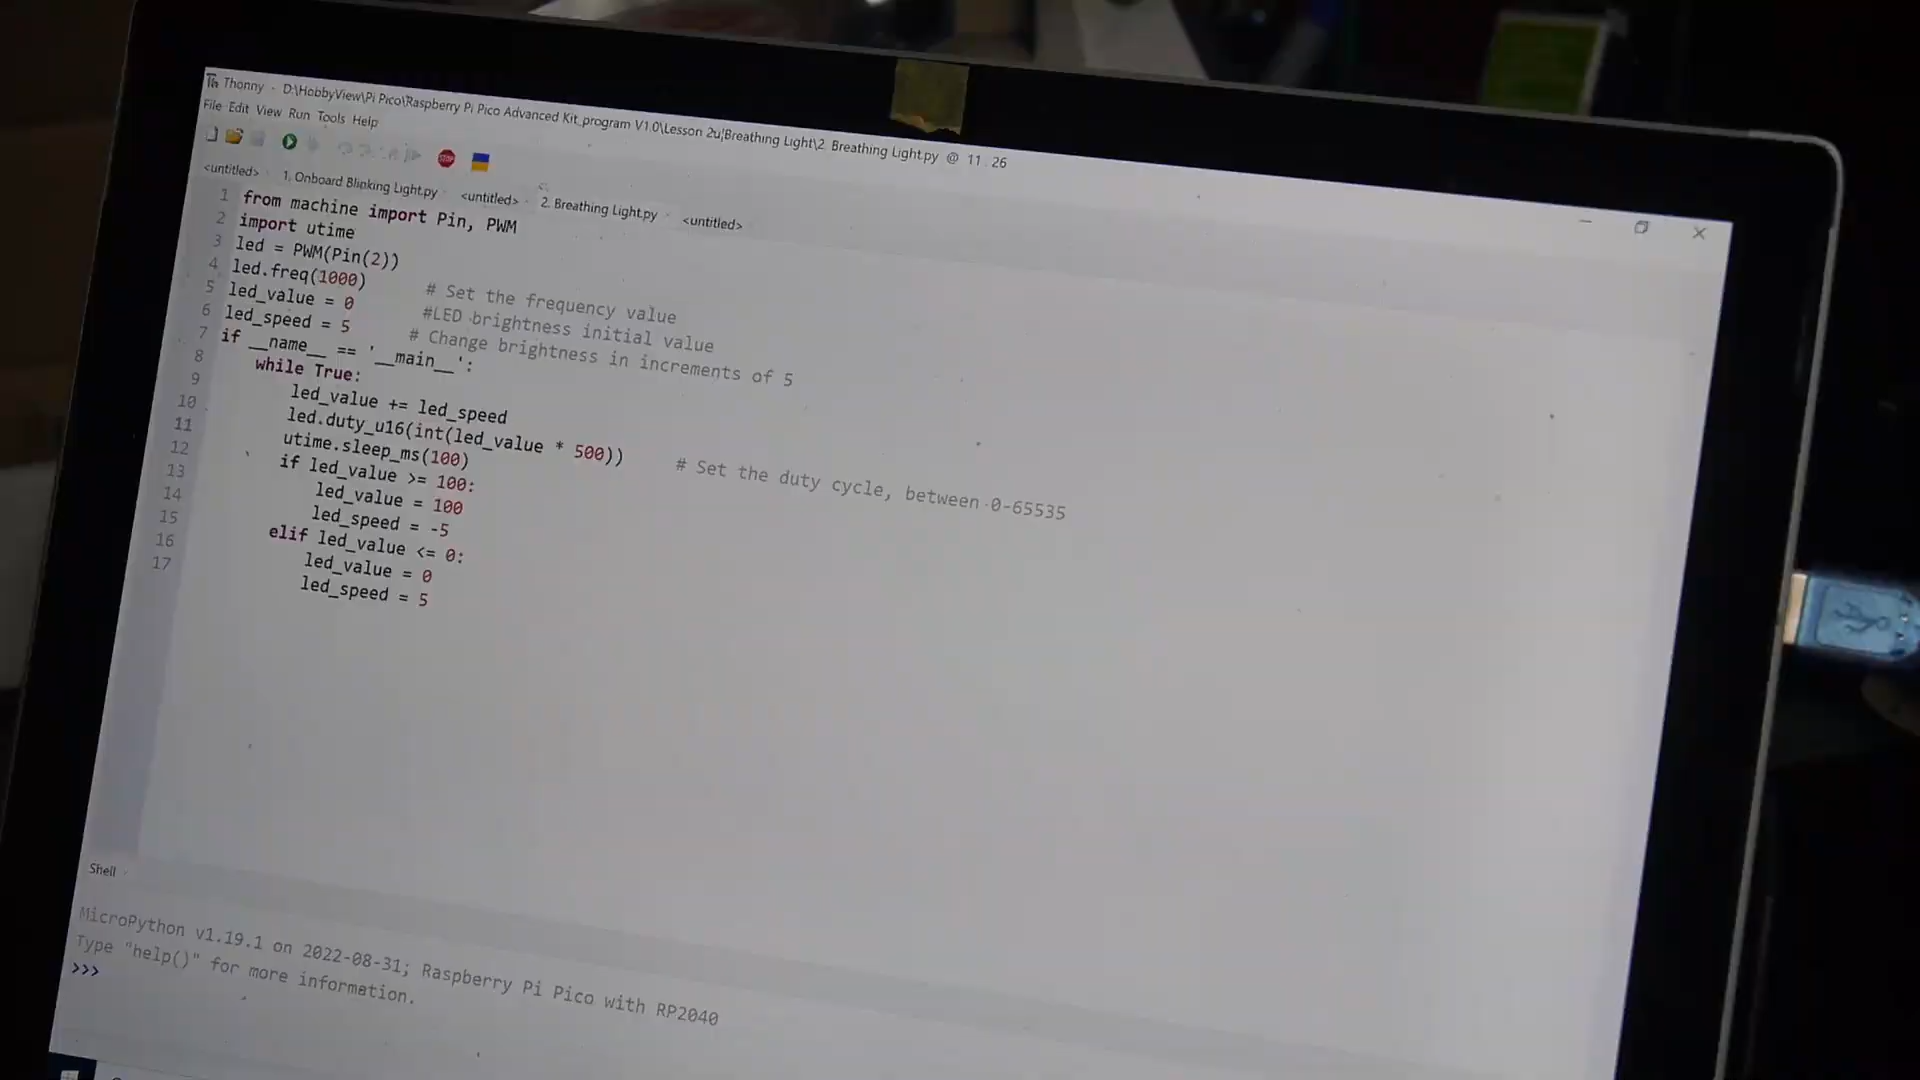 Thonny - D:\HobbyView\Pi Pico\Raspberry Pi Pico Advanced Kit_program V1.0\Lesson 2u¦Breathing Light\2. Breathing Light.py @ 11 : 26
File Edit View Run Tools Help
STOP
<untitled> 1. Onboard Blinking Light.py <untitled> 2. Breathing Light.py <untitled>
1 from machine import Pin, PWM
2 import utime
3 led = PWM(Pin(2))
4 led.freq(1000) # Set the frequency value
5 led_value = 0 #LED brightness initial value
6 led_speed = 5 # Change brightness in increments of 5
7 if __name__ == '__main__':
8 while True:
9 led_value += led_speed
10 led.duty_u16(int(led_value * 500)) # Set the duty cycle, between 0-65535
11 utime.sleep_ms(100)
12 if led_value >= 100:
13 led_value = 100
14 led_speed = -5
15 elif led_value <= 0:
16 led_value = 0
17 led_speed = 5
Shell
MicroPython v1.19.1 on 2022-08-31; Raspberry Pi Pico with RP2040
Type "help()" for more information.
>>>